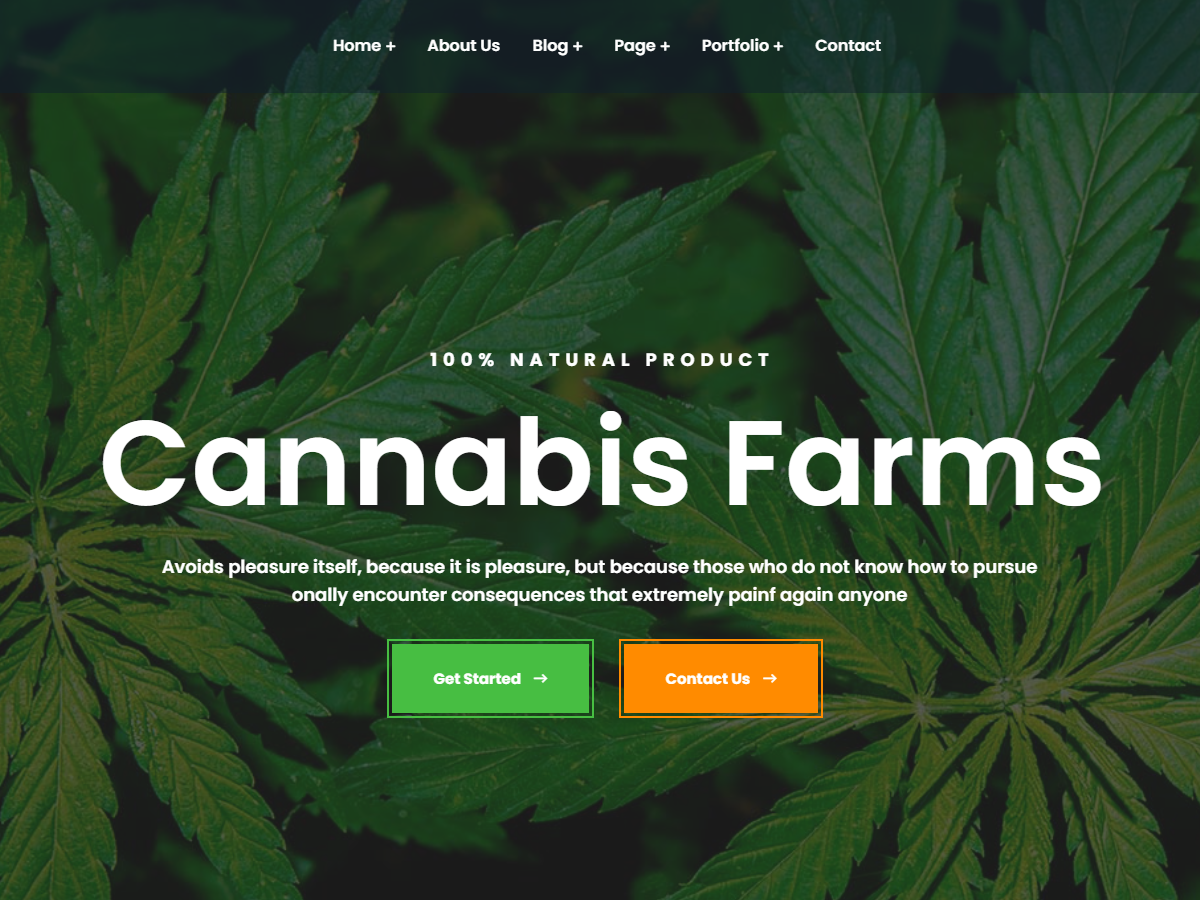 Home + About Us Blog + Page + Portfolio + Contact
100% NATURAL PRODUCT
Cannabis Farms
Avoids pleasure itself, because it is pleasure, but because those who do not know how to pursue
onally encounter consequences that extremely painf again anyone
Get Started → Contact Us →